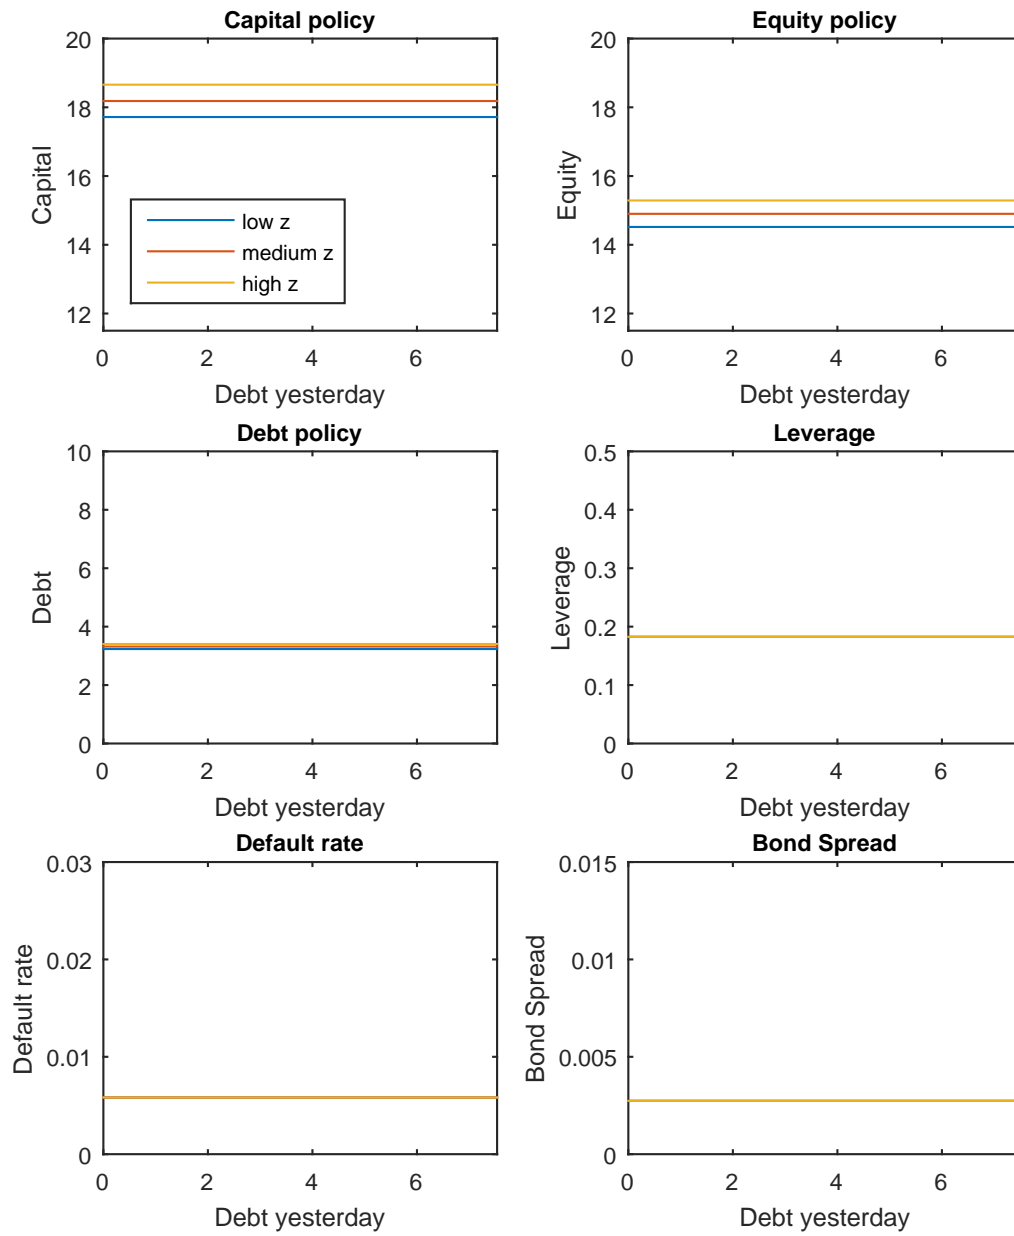 Capital policy
20
18
16
14
12
Capital
low z
medium z
high z
0 2 4 6
Debt yesterday
Equity policy
20
18
16
14
12
Equity
0 2 4 6
Debt yesterday
Debt policy
10
8
6
4
2
0
Debt
0 2 4 6
Debt yesterday
Leverage
0.5
0.4
0.3
0.2
0.1
0
Leverage
0 2 4 6
Debt yesterday
Default rate
0.03
0.02
0.01
0
Default rate
0 2 4 6
Debt yesterday
Bond Spread
0.015
0.01
0.005
0
Bond Spread
0 2 4 6
Debt yesterday